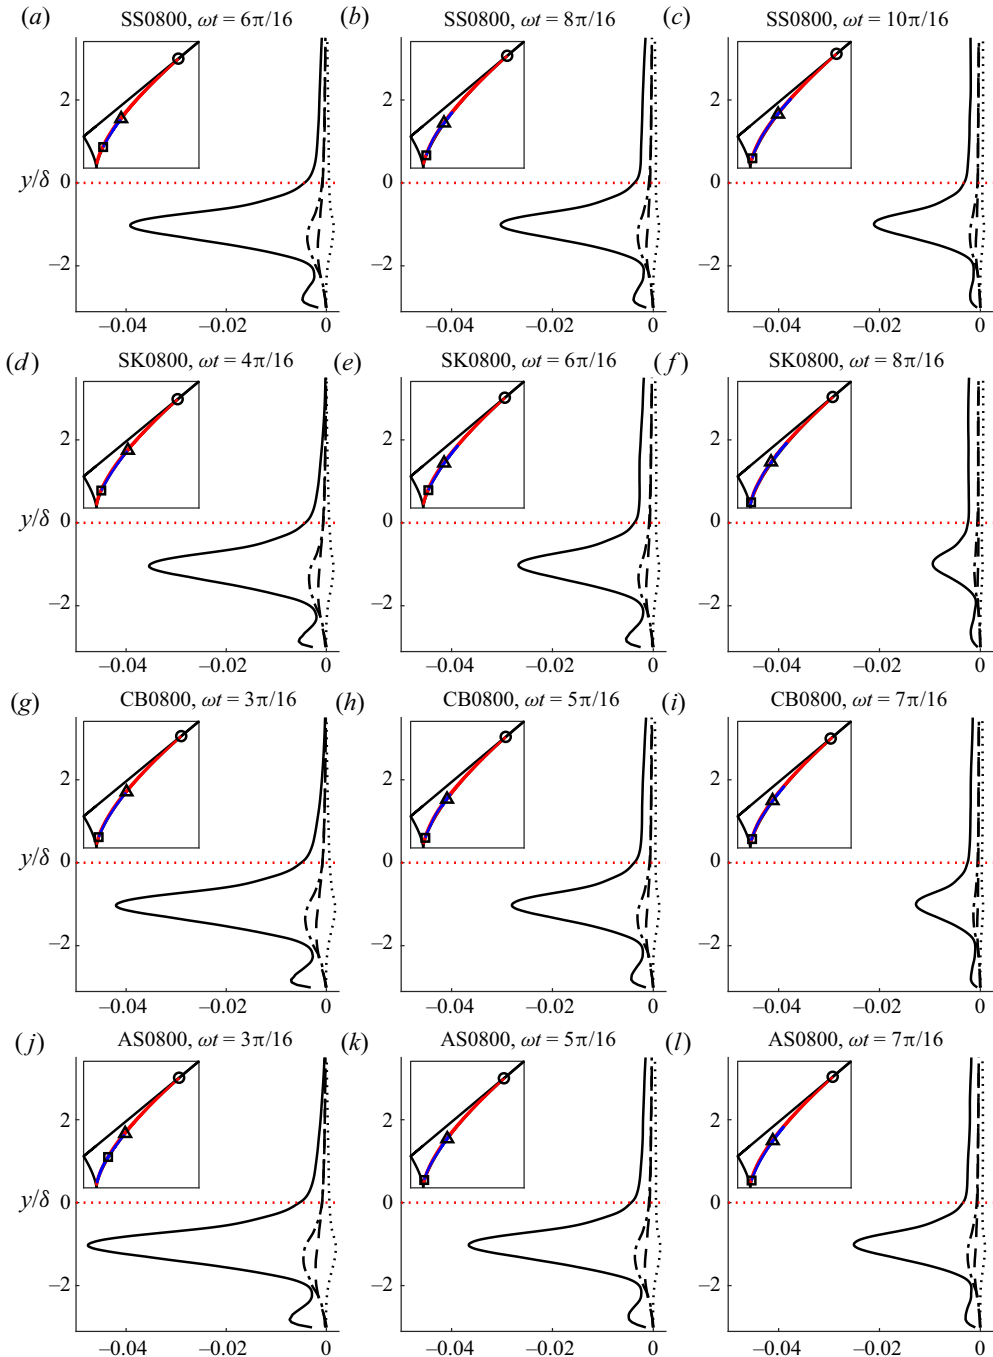 (a) SS0800, ωt = 6π/16 (b) SS0800, ωt = 8π/16 (c) SS0800, ωt = 10π/16
2 2 2
y/δ 0 0 0
–2 –2 –2
–0.04 –0.02 0 –0.04 –0.02 0 –0.04 –0.02 0
(d) SK0800, ωt = 4π/16 (e) SK0800, ωt = 6π/16 (f) SK0800, ωt = 8π/16
2 2 2
y/δ 0 0 0
–2 –2 –2
–0.04 –0.02 0 –0.04 –0.02 0 –0.04 –0.02 0
(g) CB0800, ωt = 3π/16 (h) CB0800, ωt = 5π/16 (i) CB0800, ωt = 7π/16
2 2 2
y/δ 0 0 0
–2 –2 –2
–0.04 –0.02 0 –0.04 –0.02 0 –0.04 –0.02 0
(j) AS0800, ωt = 3π/16 (k) AS0800, ωt = 5π/16 (l) AS0800, ωt = 7π/16
2 2 2
y/δ 0 0 0
–2 –2 –2
–0.04 –0.02 0 –0.04 –0.02 0 –0.04 –0.02 0